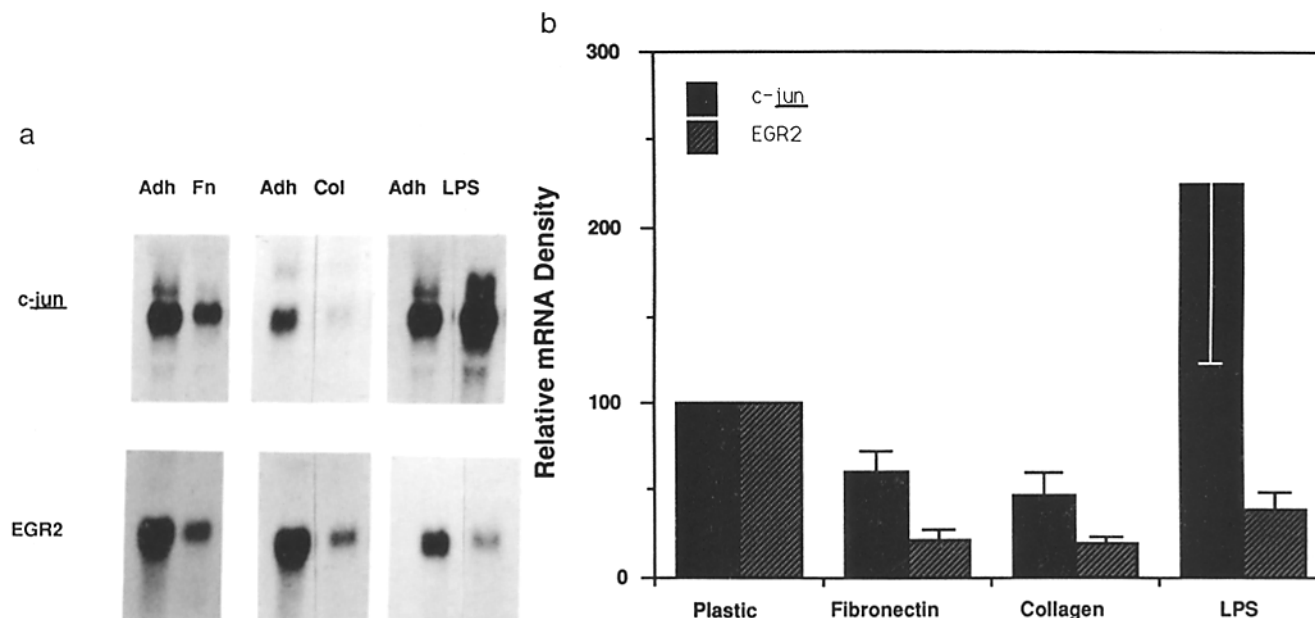 a
Adh Fn Adh Col Adh LPS
c-jun
EGR2
b
Relative mRNA Density
300
200
100
0
c-jun
EGR2
Plastic Fibronectin Collagen LPS